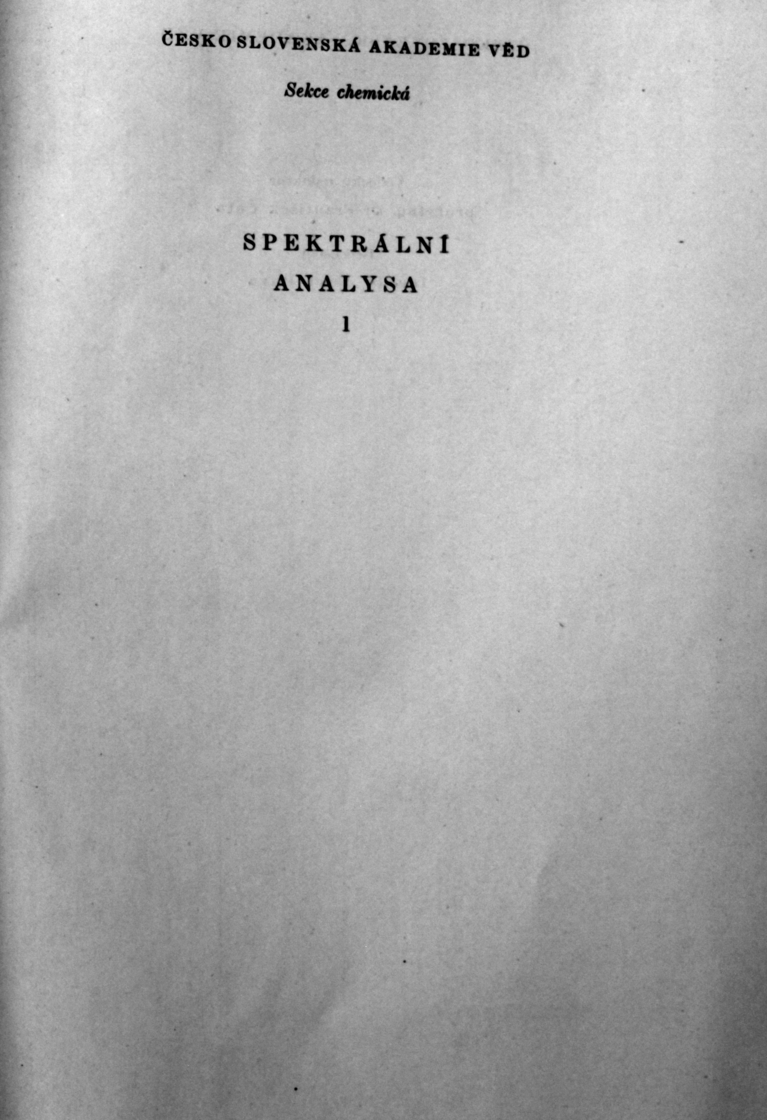 ČESKOSLOVENSKÁ AKADEMIE VĚD
Sekce chemická
SPEKTRÁLNÍ
ANALYSA
1